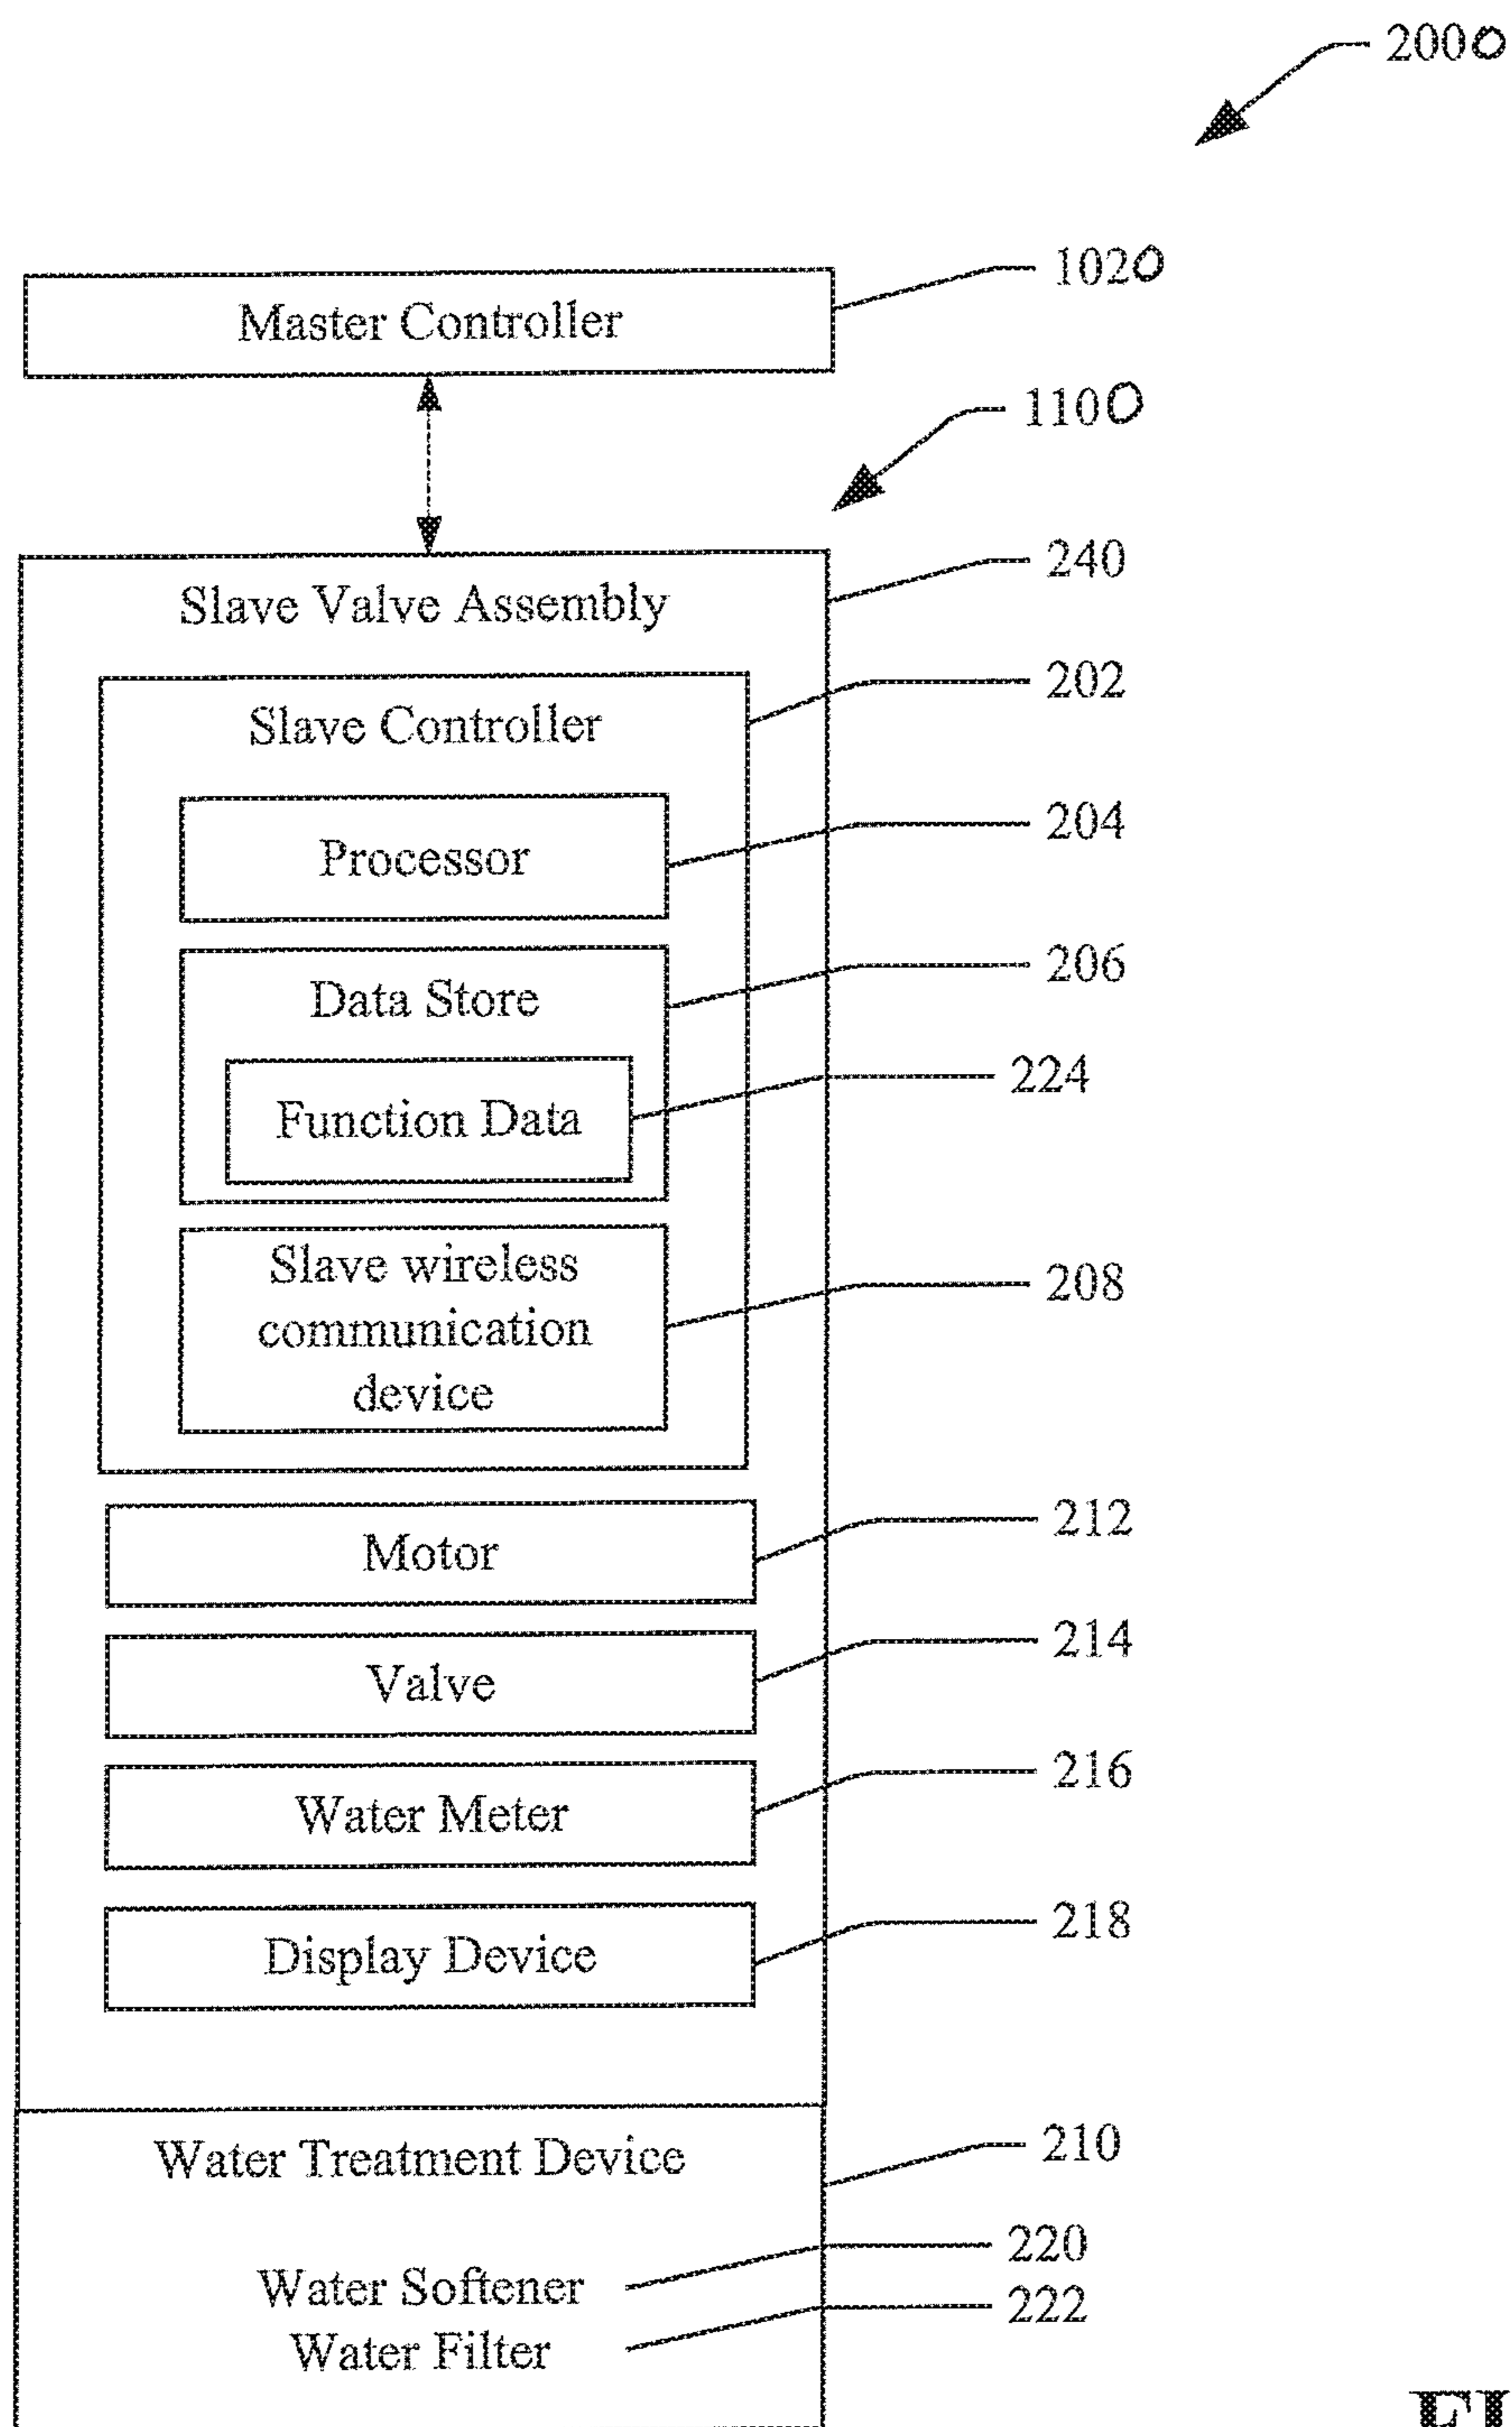 2000
Master Controller
1020
1100
240
Slave Valve Assembly
202
Slave Controller
204
Processor
206
Data Store
224
Function Data
Slave wireless
communication
device
208
212
Motor
214
Valve
216
Water Meter
218
Display Device
210
Water Treatment Device
220
Water Softener
222
Water Filter